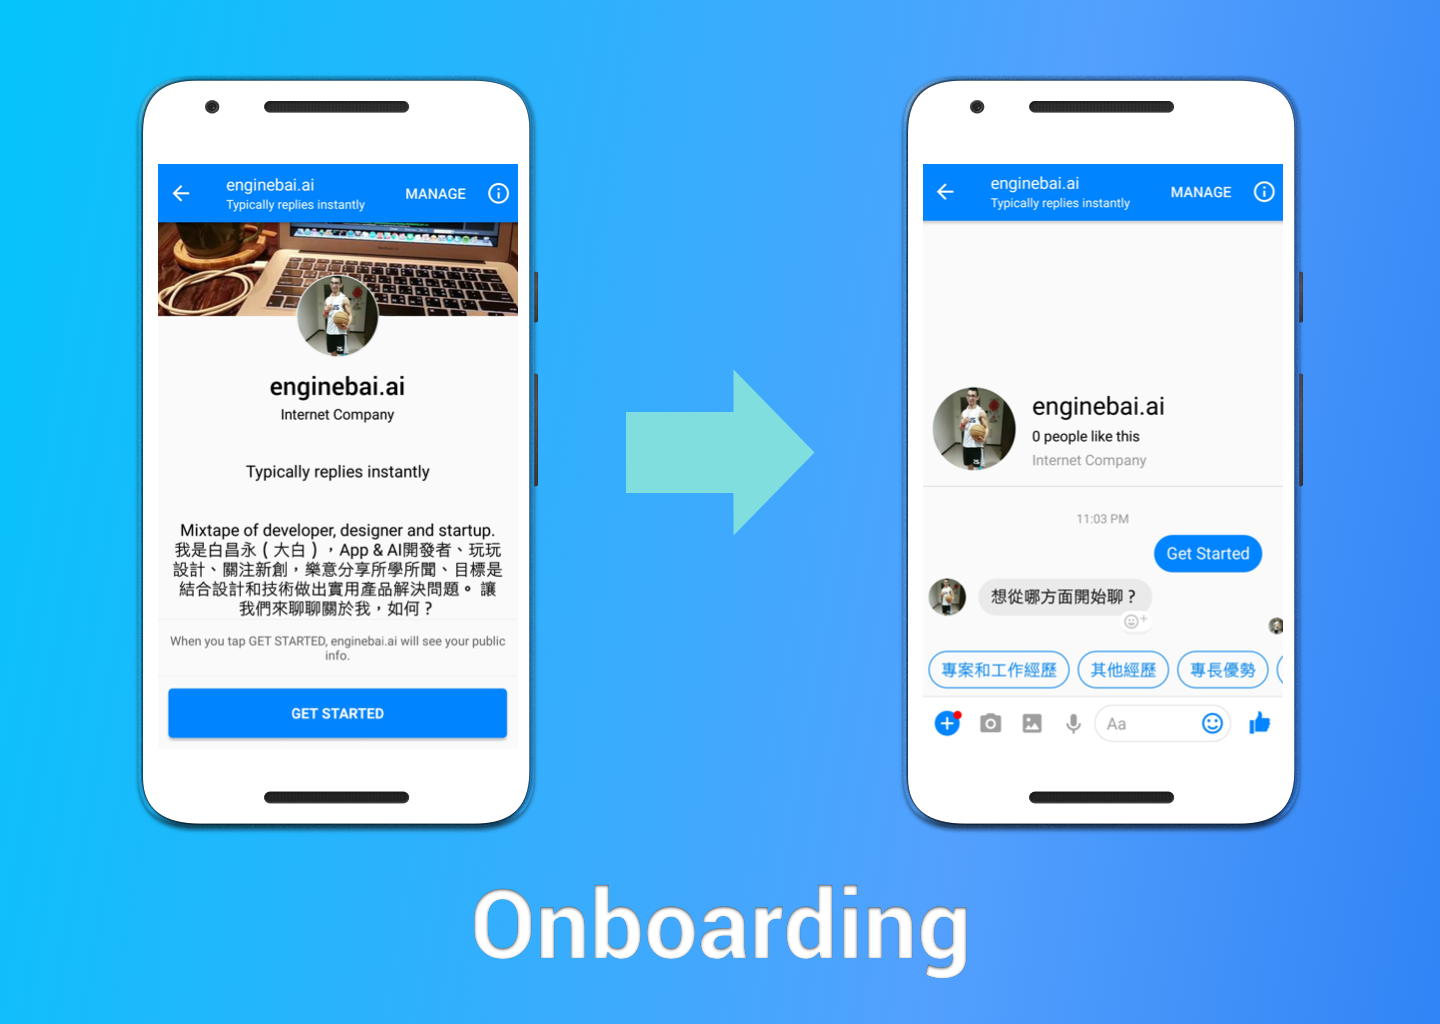 enginebai.ai
Typically replies instantly
MANAGE
enginebai.ai
Internet Company
Typically replies instantly
Mixtape of developer, designer and startup.
我是白昌永（大白），App & AI開發者、玩玩
設計、關注新創，樂意分享所學所聞、目標是
結合設計和技術做出實用產品解決問題。 讓
我們來聊聊關於我，如何？
When you tap GET STARTED, enginebai.ai will see your public
info.
GET STARTED
enginebai.ai
Typically replies instantly
MANAGE
enginebai.ai
0 people like this
Internet Company
11:03 PM
Get Started
想從哪方面開始聊？
專案和工作經歷
其他經歷
專長優勢
Aa
Onboarding